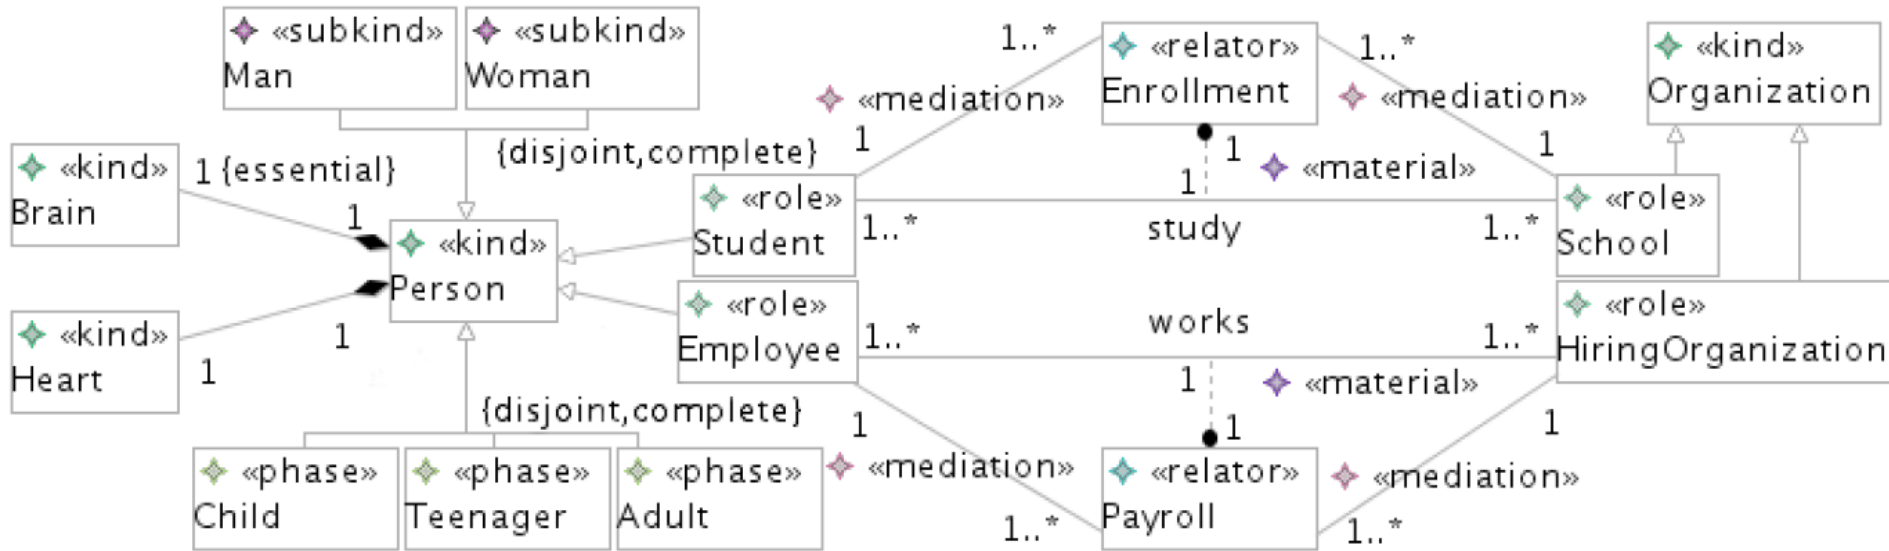 «subkind»
Man
«subkind»
Woman
1..*
«relator»
Enrollment
1..*
«kind»
Organization
«mediation»
«mediation»
1
{disjoint,complete}
1
1
«kind»
Brain
1 {essential}
1
«material»
1
«role»
Student
«role»
School
1..*
study
1..*
«kind»
Person
«kind»
Heart
1
1
«role»
Employee
1..*
works
1..*
«role»
HiringOrganization
1
«material»
{disjoint,complete}
1
1
1
«phase»
Child
«phase»
Teenager
«phase»
Adult
«mediation»
«relator»
Payroll
«mediation»
1..*
1..*